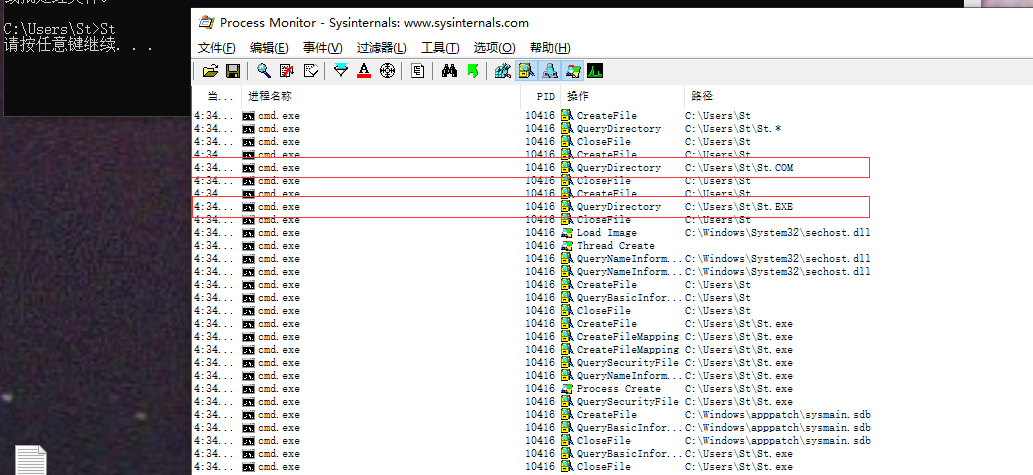 C:\Users\St>St
请按任意键继续. . .
Process Monitor - Sysinternals: www.sysinternals.com
文件(F) 编辑(E) 事件(V) 过滤器(L) 工具(T) 选项(O) 帮助(H)
当... 进程名称 PID 操作 路径
4:34... cmd.exe 10416 CreateFile C:\Users\St
4:34... cmd.exe 10416 QueryDirectory C:\Users\St\St.*
4:34... cmd.exe 10416 CloseFile C:\Users\St
4:34... cmd.exe 10416 CreateFile C:\Users\St
4:34... cmd.exe 10416 QueryDirectory C:\Users\St\St.COM
4:34... cmd.exe 10416 CloseFile C:\Users\St
4:34... cmd.exe 10416 CreateFile C:\Users\St
4:34... cmd.exe 10416 QueryDirectory C:\Users\St\St.EXE
4:34... cmd.exe 10416 CloseFile C:\Users\St
4:34... cmd.exe 10416 Load Image C:\Windows\System32\sechost.dll
4:34... cmd.exe 10416 Thread Create
4:34... cmd.exe 10416 QueryNameInform... C:\Windows\System32\sechost.dll
4:34... cmd.exe 10416 QueryNameInform... C:\Windows\System32\sechost.dll
4:34... cmd.exe 10416 CreateFile C:\Users\St
4:34... cmd.exe 10416 QueryBasicInfor... C:\Users\St
4:34... cmd.exe 10416 CloseFile C:\Users\St
4:34... cmd.exe 10416 CreateFile C:\Users\St\St.exe
4:34... cmd.exe 10416 CreateFileMapping C:\Users\St\St.exe
4:34... cmd.exe 10416 CreateFileMapping C:\Users\St\St.exe
4:34... cmd.exe 10416 QuerySecurityFile C:\Users\St\St.exe
4:34... cmd.exe 10416 QueryNameInform... C:\Users\St\St.exe
4:34... cmd.exe 10416 Process Create C:\Users\St\St.exe
4:34... cmd.exe 10416 QuerySecurityFile C:\Users\St\St.exe
4:34... cmd.exe 10416 CreateFile C:\Windows\apppatch\sysmain.sdb
4:34... cmd.exe 10416 QueryBasicInfor... C:\Windows\apppatch\sysmain.sdb
4:34... cmd.exe 10416 CloseFile C:\Windows\apppatch\sysmain.sdb
4:34... cmd.exe 10416 QueryBasicInfor... C:\Users\St\St.exe
4:34... cmd.exe 10416 CloseFile C:\Users\St\St.exe